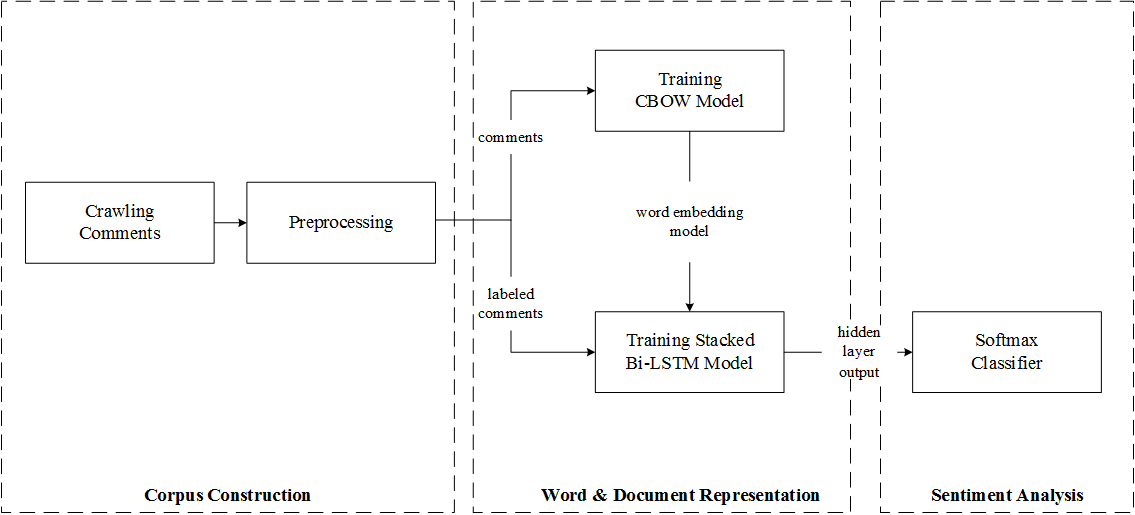 Crawling
Comments
Preprocessing
comments
labeled
comments
Training
CBOW Model
word embedding
model
Training Stacked
Bi-LSTM Model
hidden
layer
output
Softmax
Classifier
Corpus Construction
Word & Document Representation
Sentiment Analysis